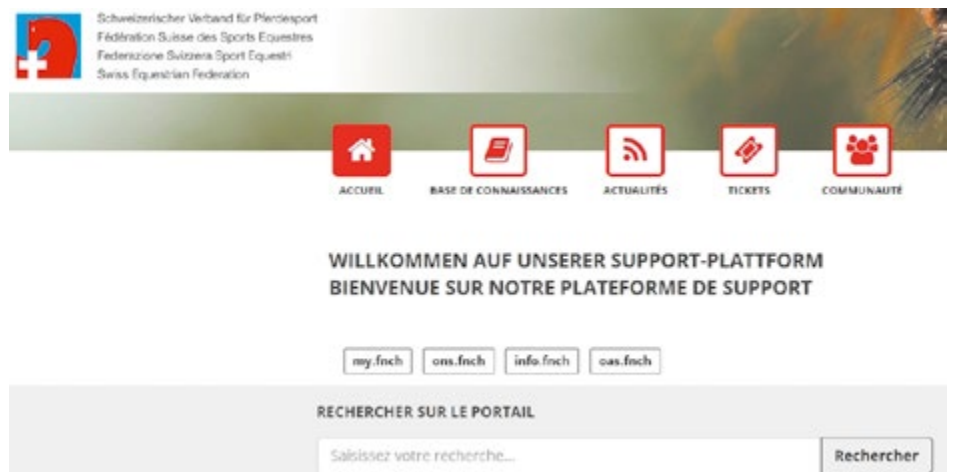 Schweizerischer Verband für Pferdesport
Fédération Suisse des Sports Equestres
Federazione Svizzera Sport Equestri
Swiss Equestrian Federation
ACCUEIL BASE DE CONNAISSANCES ACTUALITÉS TICKETS COMMUNAUTÉ
WILLKOMMEN AUF UNSERER SUPPORT-PLATTFORM
BIENVENUE SUR NOTRE PLATEFORME DE SUPPORT
my.fnch ons.fnch info.fnch oas.fnch
RECHERCHER SUR LE PORTAIL
Saisissez votre recherche... Rechercher